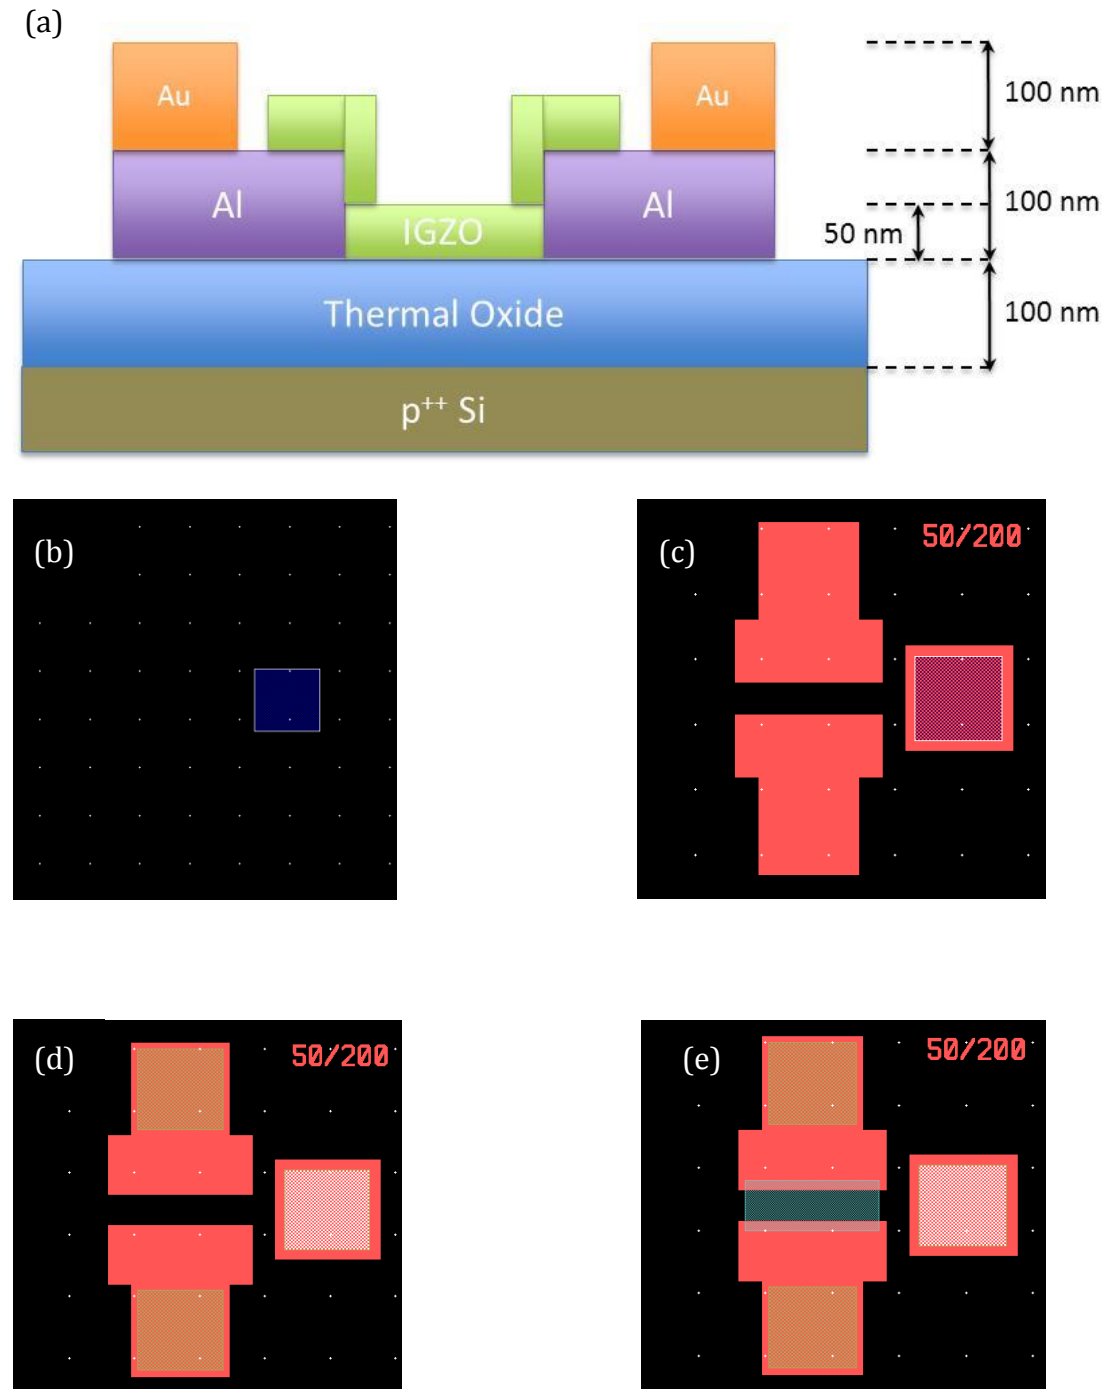 (a)
Au
Au
100 nm
Al
Al
100 nm
IGZO
50 nm
Thermal Oxide
100 nm
p⁺⁺ Si
(b)
(c)
50/200
(d)
50/200
(e)
50/200